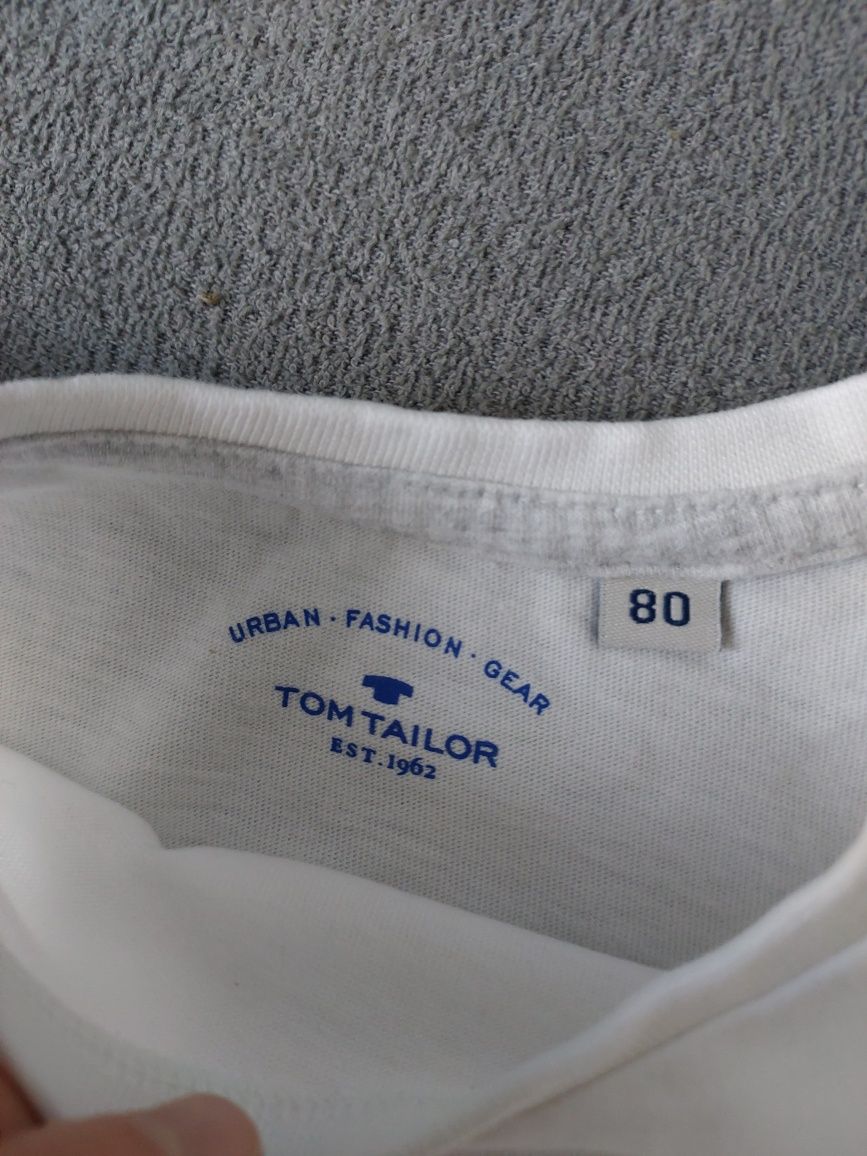 URBAN · FASHION · GEAR
TOM TAILOR
EST. 1962
80